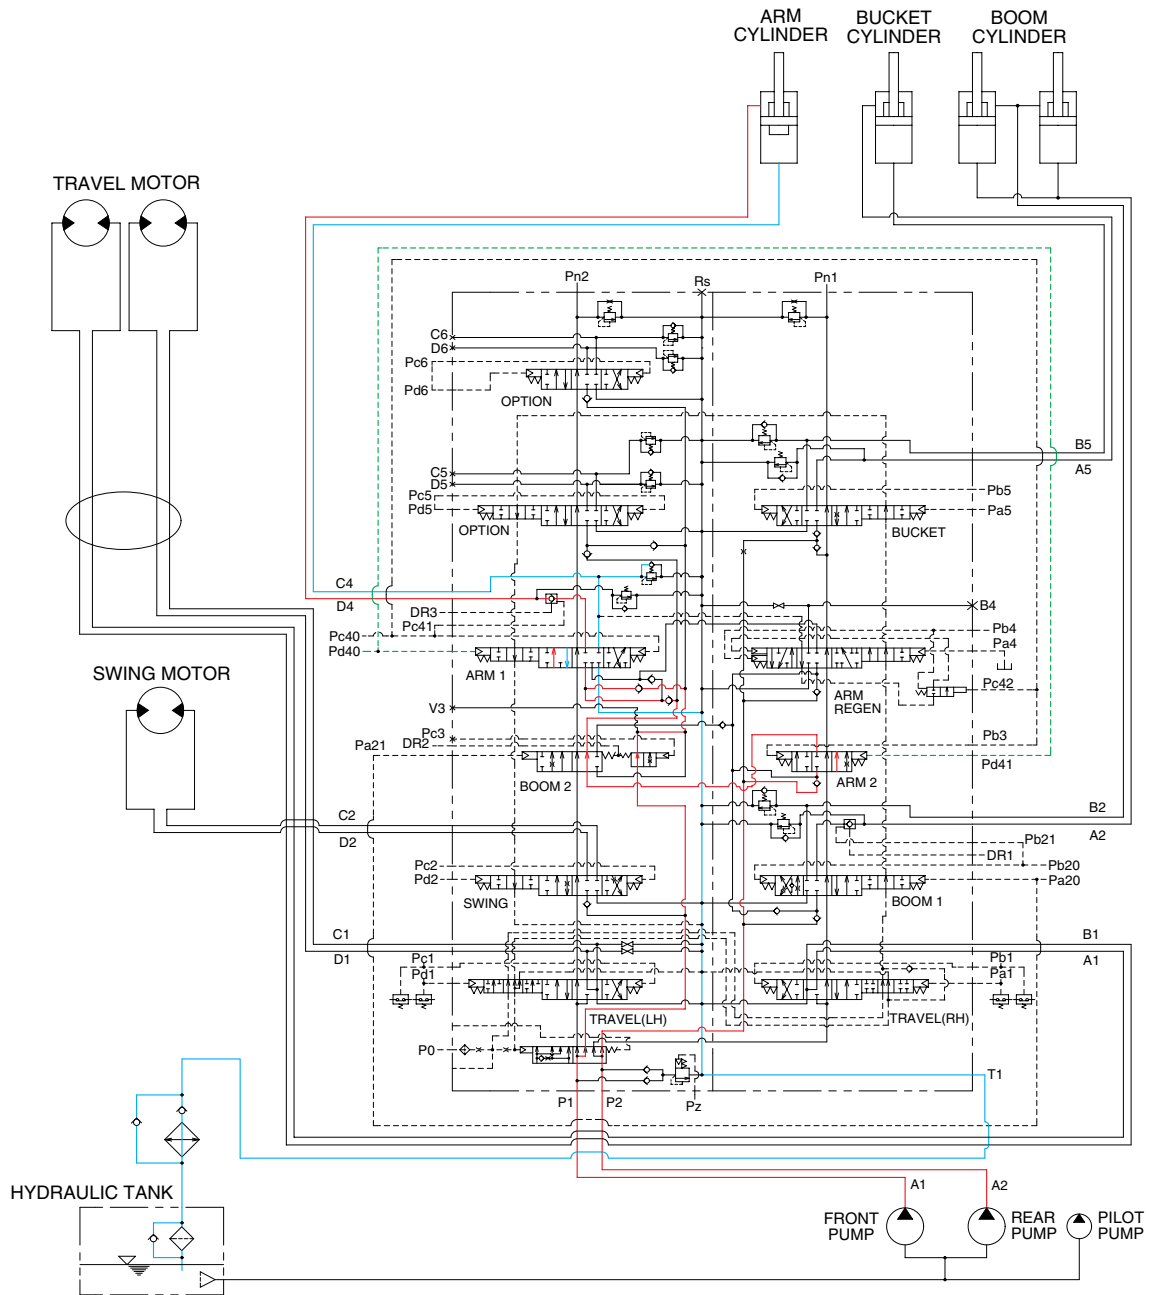 ARM
CYLINDER
BUCKET
CYLINDER
BOOM
CYLINDER
TRAVEL MOTOR
Pn2
Rs
Pn1
C6
D6
Pc6
Pd6
OPTION
B5
A5
C5
D5
Pc5
Pd5
OPTION
Pb5
Pa5
BUCKET
C4
D4
DR3
Pc41
Pc40
Pd40
ARM 1
B4
Pb4
Pa4
Pc42
ARM
REGEN
SWING MOTOR
V3
Pc3
DR2
Pa21
BOOM 2
Pb3
Pd41
ARM 2
C2
D2
B2
A2
Pb21
DR1
Pc2
Pd2
SWING
Pb20
Pa20
BOOM 1
C1
D1
B1
A1
Pc1
Pd1
TRAVEL(LH)
Pb1
Pa1
TRAVEL(RH)
P0
T1
P1
P2
Pz
HYDRAULIC TANK
A1
A2
FRONT
PUMP
REAR
PUMP
PILOT
PUMP